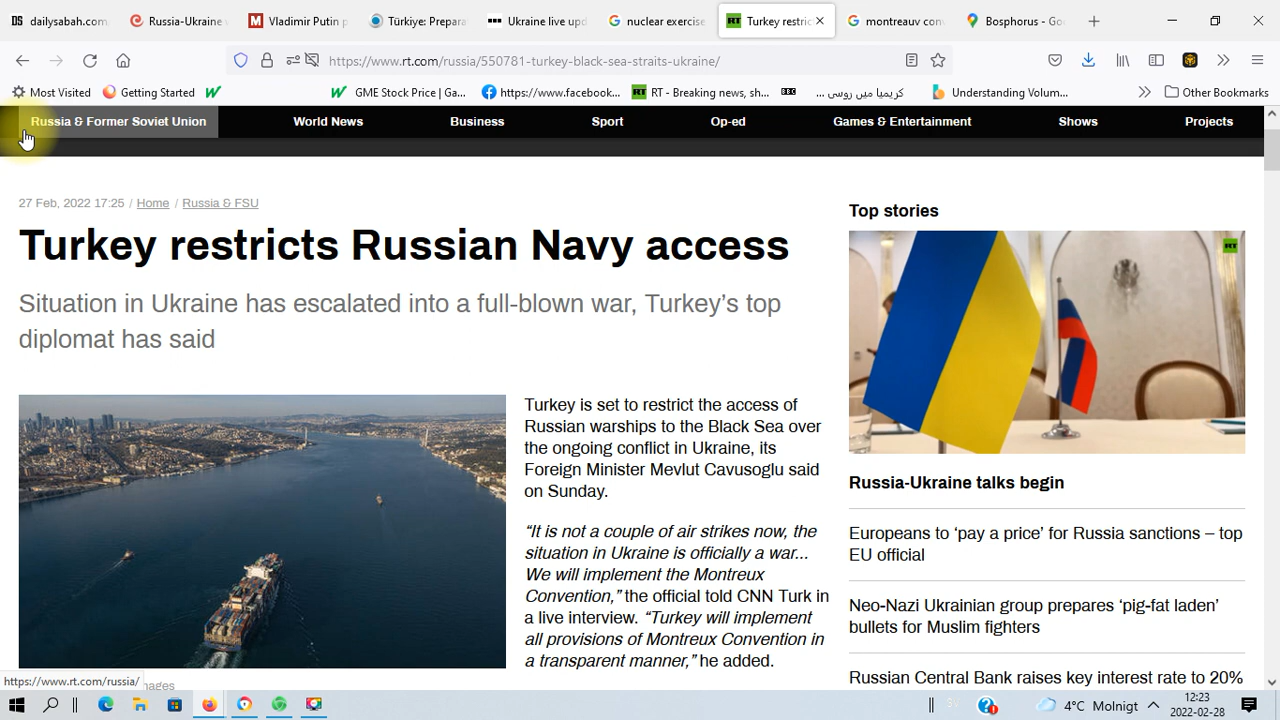 dailysabah.com
Russia-Ukraine
Vladimir Putin p
Türkiye: Prepara
Ukraine live upd
nuclear exercise
RT Turkey restric
montreauv con
Bosphorus - Go
https://www.rt.com/russia/550781-turkey-black-sea-straits-ukraine/
Most Visited
Getting Started
GME Stock Price | Ga...
https://www.facebook...
RT RT - Breaking news, sh...
BBC
کریمیا میں روسی ...
Understanding Volum...
Other Bookmarks
Russia & Former Soviet Union
World News
Business
Sport
Op-ed
Games & Entertainment
Shows
Projects
27 Feb, 2022 17:25 / Home / Russia & FSU
Turkey restricts Russian Navy access
Situation in Ukraine has escalated into a full-blown war, Turkey’s top
diplomat has said
Turkey is set to restrict the access of
Russian warships to the Black Sea over
the ongoing conflict in Ukraine, its
Foreign Minister Mevlut Cavusoglu said
on Sunday.
“It is not a couple of air strikes now, the
situation in Ukraine is officially a war...
We will implement the Montreux
Convention,” the official told CNN Turk in
a live interview. “Turkey will implement
all provisions of Montreux Convention in
a transparent manner,” he added.
Top stories
RT
Russia-Ukraine talks begin
Europeans to ‘pay a price’ for Russia sanctions – top
EU official
Neo-Nazi Ukrainian group prepares ‘pig-fat laden’
bullets for Muslim fighters
Russian Central Bank raises key interest rate to 20%
https://www.rt.com/russia/
4°C Molnigt
12:23
2022-02-28